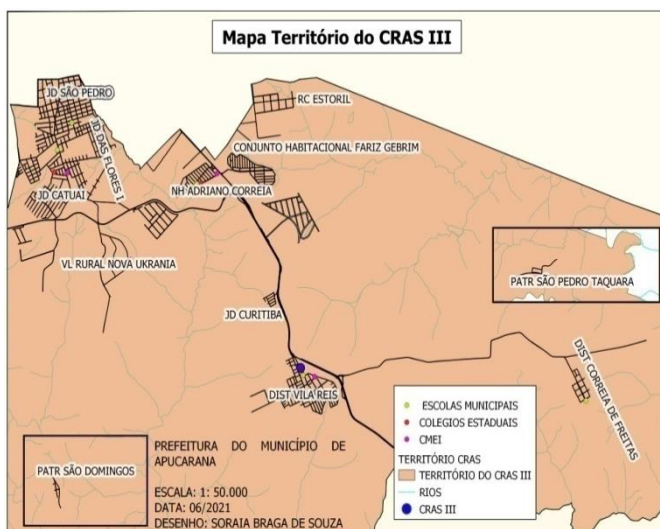 Mapa Território do CRAS III
JD SÃO PEDRO
RC ESTORIL
JD DAS FLORES I
CONJUNTO HABITACIONAL FARIZ GEBRIM
JD CATUAI
NH ADRIANO CORREIA
VL RURAL NOVA UKRANIA
PATR SÃO PEDRO TAQUARA
JD CURITIBA
DIST VILA REIS
DIST CORREIA DE FREITAS
ESCOLAS MUNICIPAIS
COLEGIOS ESTADUAIS
CMEI
TERRITÓRIO CRAS
TERRITÓRIO DO CRAS III
RIOS
CRAS III
PATR SÃO DOMINGOS
PREFEITURA DO MUNICÍPIO DE
APUCARANA
ESCALA: 1: 50.000
DATA: 06/2021
DESENHO: SORAIA BRAGA DE SOUZA